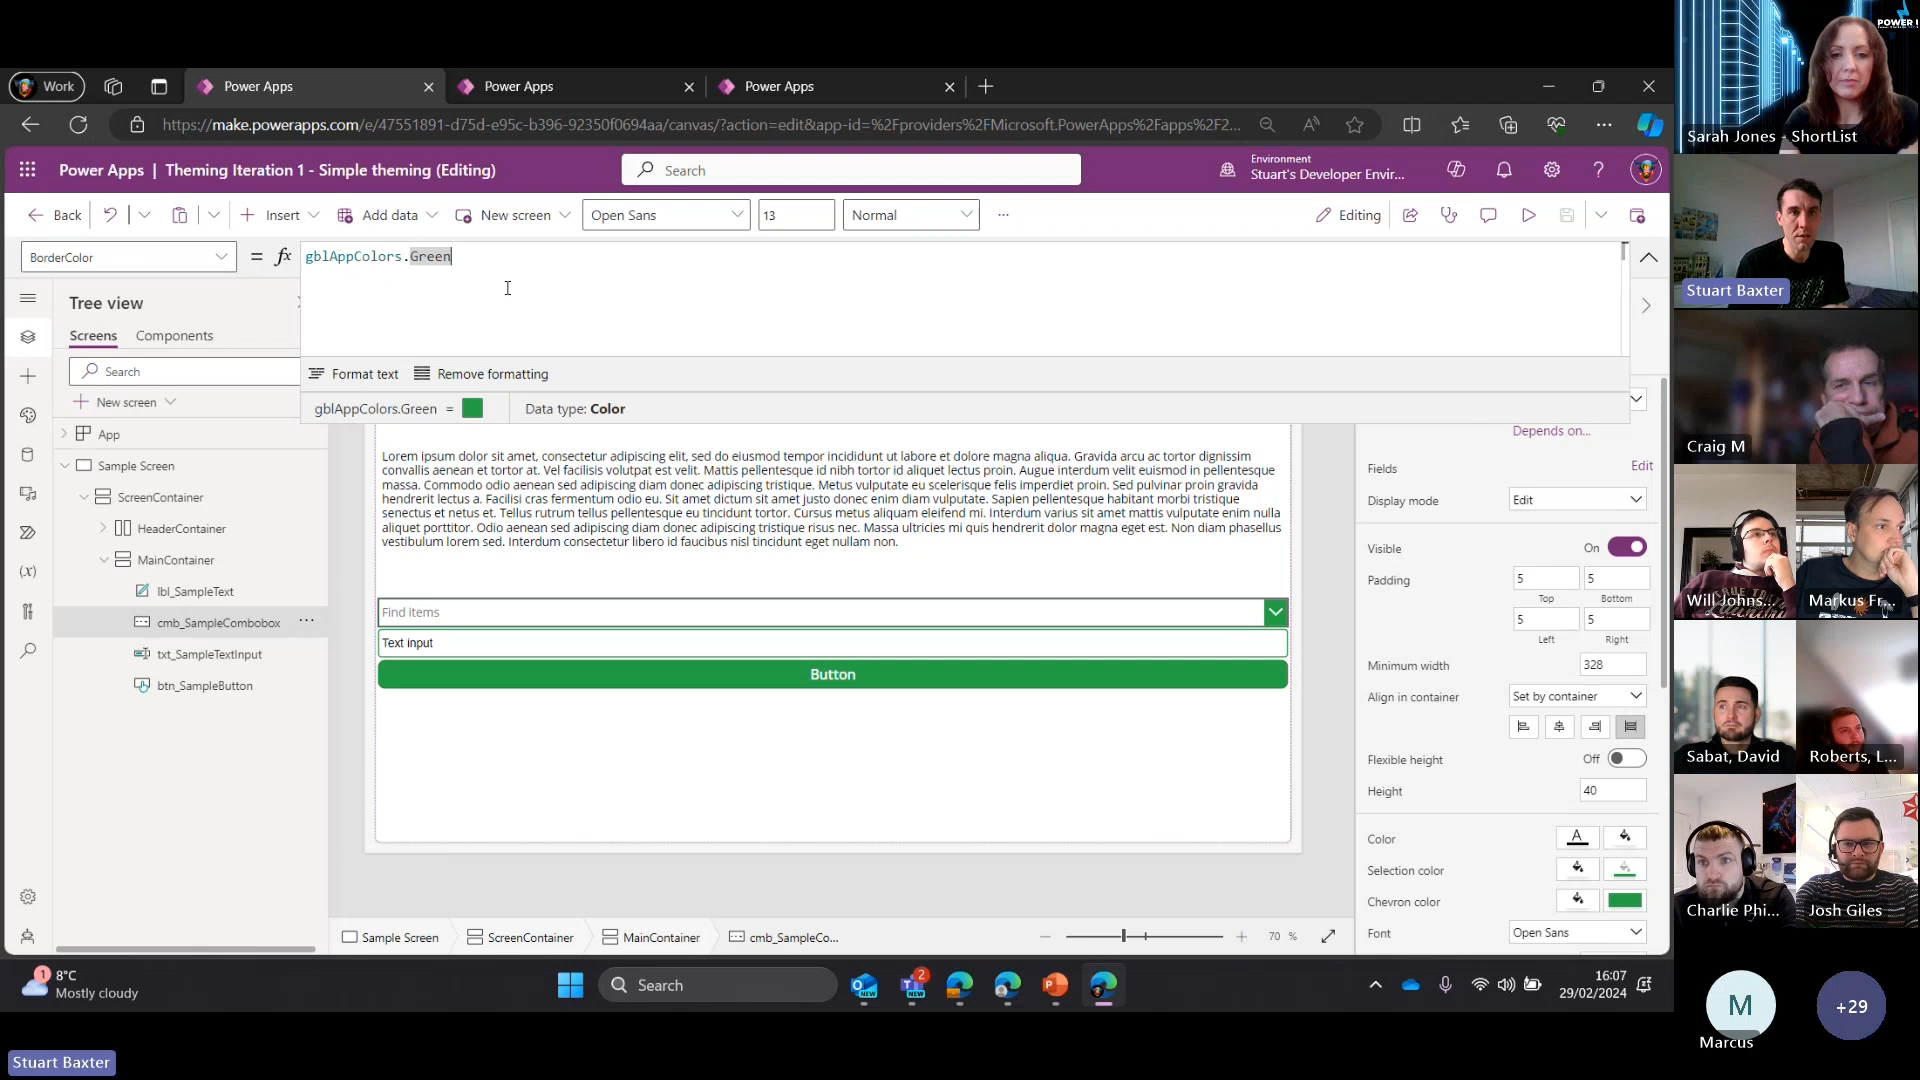 POWER
Sarah Jones - ShortList
Work
Power Apps
Power Apps
Power Apps
https://make.powerapps.com/e/47551891-d75d-e95c-b396-92350f0694aa/canvas/?action=edit&app-id=%2Fproviders%2FMicrosoft.PowerApps%2Fapps%2F2...
Power Apps | Theming Iteration 1 - Simple theming (Editing)
Search
Environment
Stuart's Developer Envir...
Back
Insert
Add data
New screen
Open Sans
13
Normal
...
Editing
BorderColor
= fx
gblAppColors.Green
Stuart Baxter
Tree view
Screens
Components
Search
New screen
Format text
Remove formatting
gblAppColors.Green =
Data type: Color
App
Sample Screen
ScreenContainer
HeaderContainer
MainContainer
lbl_SampleText
cmb_SampleCombobox
...
txt_SampleTextInput
btn_SampleButton
Lorem ipsum dolor sit amet, consectetur adipiscing elit, sed do eiusmod tempor incididunt ut labore et dolore magna aliqua. Gravida arcu ac tortor dignissim
convallis aenean et tortor at. Vel facilisis volutpat est velit. Mattis pellentesque id nibh tortor id aliquet lectus proin. Augue interdum velit euismod in pellentesque
massa. Commodo odio aenean sed adipiscing diam donec adipiscing tristique. Metus vulputate eu scelerisque felis imperdiet proin. Sed pulvinar proin gravida
hendrerit lectus a. Facilisi cras fermentum odio eu. Sit amet dictum sit amet justo donec enim diam vulputate. Sapien pellentesque habitant morbi tristique
senectus et netus et. Tellus rutrum tellus pellentesque eu tincidunt tortor. Cursus metus aliquam eleifend mi. Interdum varius sit amet mattis vulputate enim nulla
aliquet porttitor. Odio aenean sed adipiscing diam donec adipiscing tristique risus nec. Massa ultricies mi quis hendrerit dolor magna eget est. Non diam phasellus
vestibulum lorem sed. Interdum consectetur libero id faucibus nisl tincidunt eget nullam non.
Find items
Text input
Button
Depends on...
Fields
Edit
Display mode
Edit
Visible
On
Padding
5
5
Top
Bottom
5
5
Left
Right
Minimum width
328
Align in container
Set by container
Flexible height
Off
Height
40
Color
A
Selection color
Chevron color
Font
Open Sans
Sample Screen
ScreenContainer
MainContainer
cmb_SampleCo...
70 %
Craig M
Will Johns...
Markus Fr...
Sabat, David
Roberts, L...
Charlie Phi...
Josh Giles
1
8°C
Mostly cloudy
Search
NEW
2
NEW
16:07
29/02/2024
M
Marcus
+29
Stuart Baxter